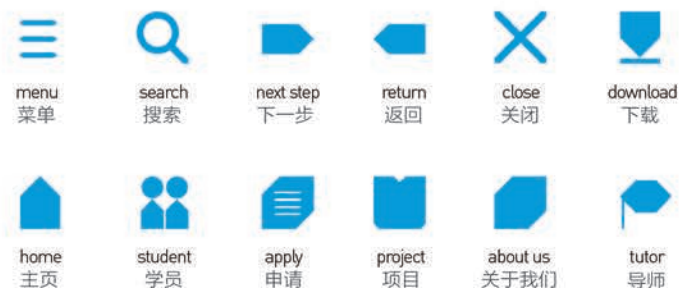 menu
菜单
search
搜索
next step
下一步
return
返回
close
关闭
download
下载
home
主页
student
学员
apply
申请
project
项目
about us
关于我们
tutor
导师